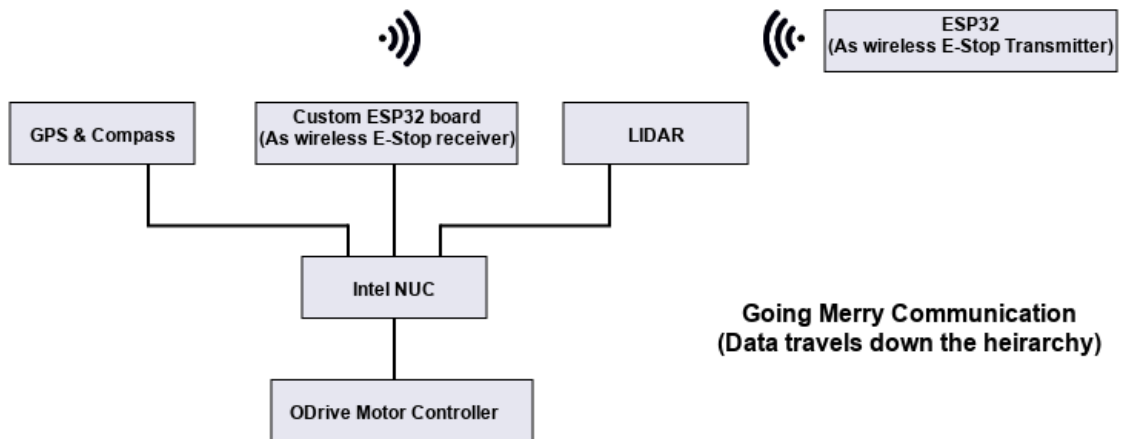 ESP32
(As wireless E-Stop Transmitter)
GPS & Compass
Custom ESP32 board
(As wireless E-Stop receiver)
LIDAR
Intel NUC
Going Merry Communication
(Data travels down the heirarchy)
ODrive Motor Controller